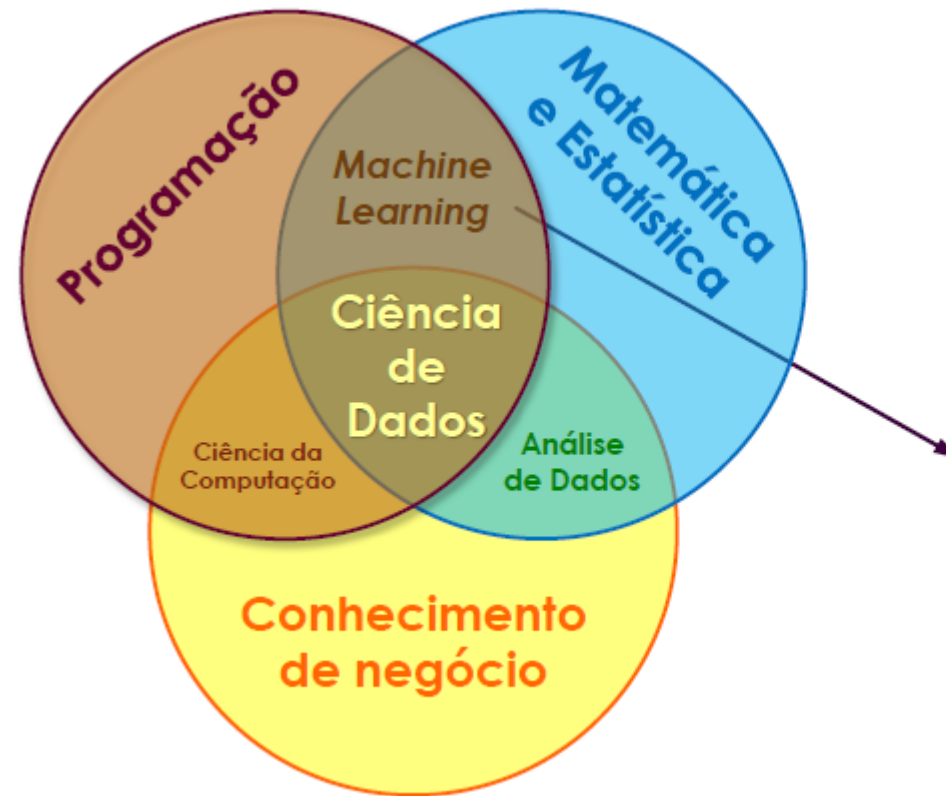 Programação
Matemática
e Estatística
Machine
Learning
Ciência
de
Dados
Ciência da
Computação
Análise
de Dados
Conhecimento
de negócio